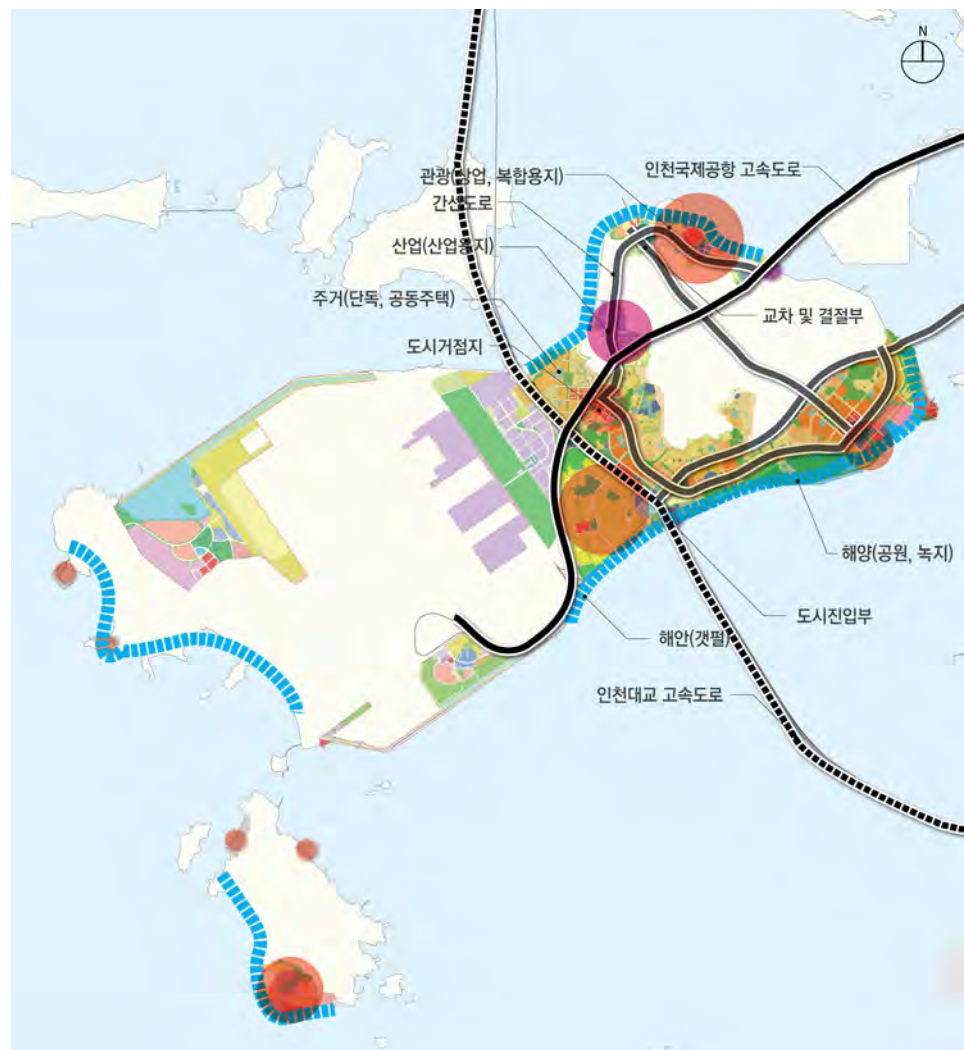 N
관광(상업, 복합용지)
인천국제공항 고속도로
간선도로
산업(산업용지)
주거(단독, 공동주택)
교차 및 결절부
도시거점지
해양(공원, 녹지)
도시진입부
해안(갯펄)
인천대교 고속도로